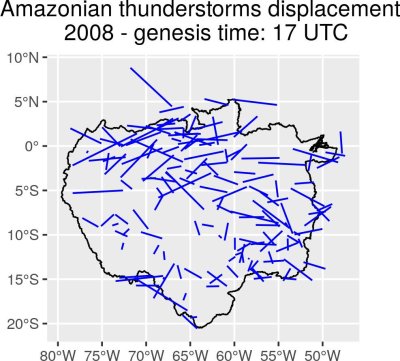 Amazonian thunderstorms displacement
2008 - genesis time: 17 UTC
10°N
5°N
0°
5°S
10°S
15°S
20°S
80°W 75°W 70°W 65°W 60°W 55°W 50°W